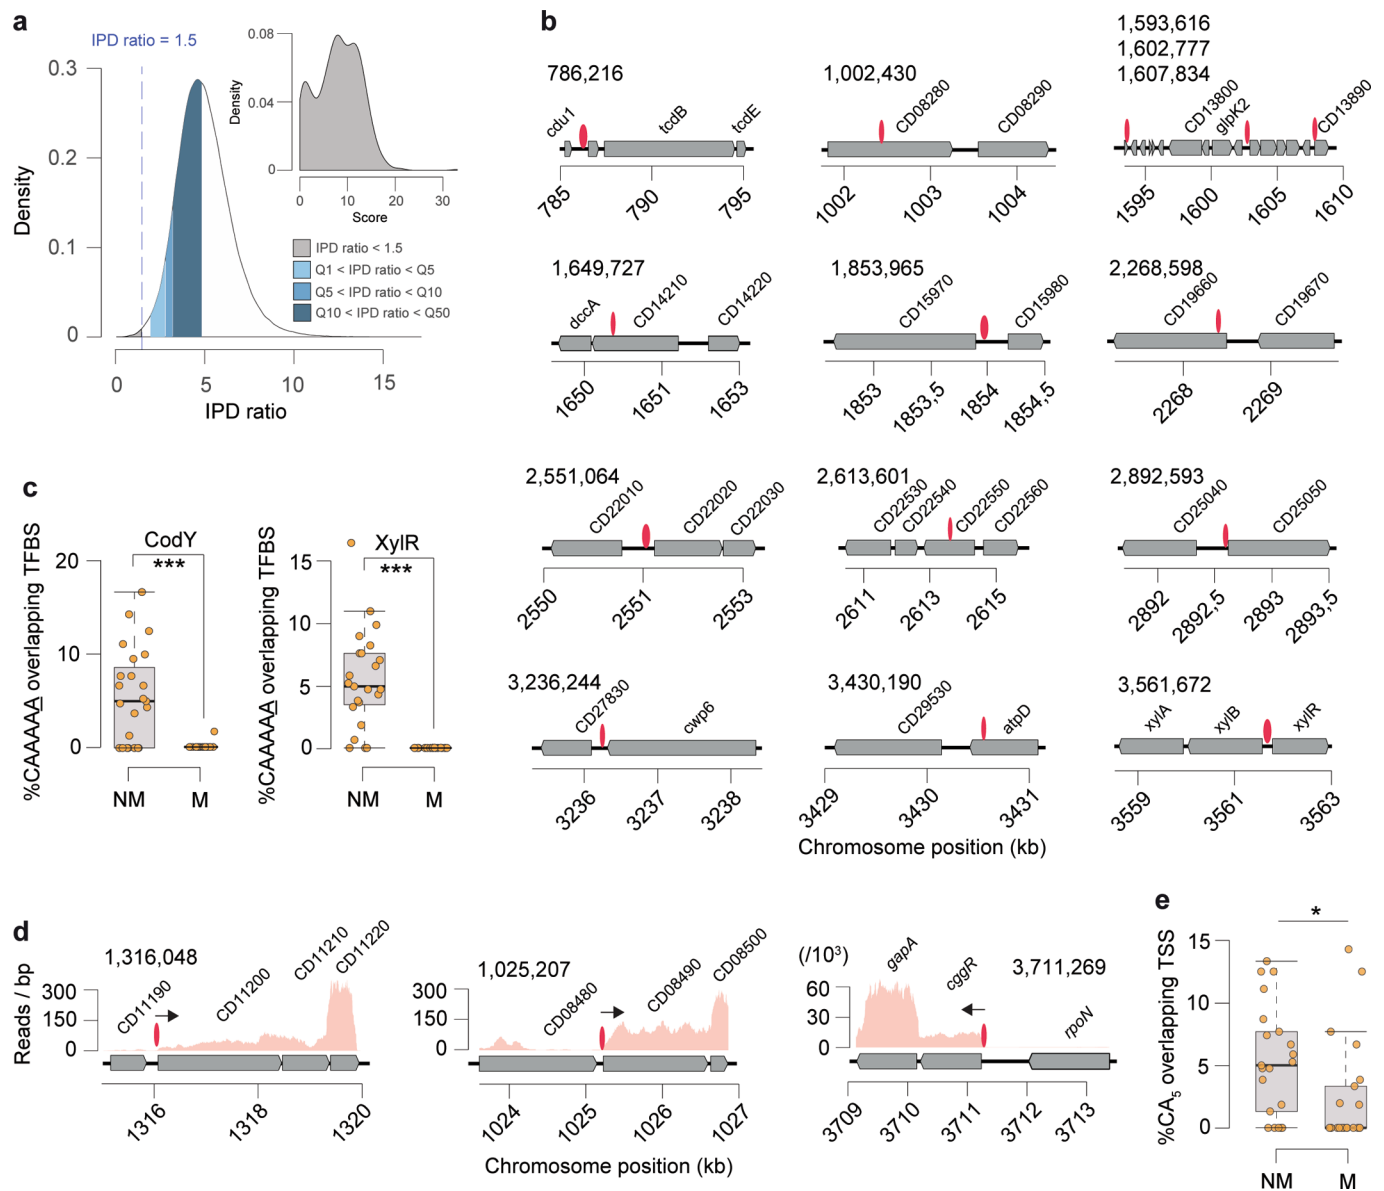 a
IPD ratio = 1.5
0.3
0.2
0.1
0
Density
0
5
10
15
IPD ratio
0.08
0.04
0
Density
0
10
20
30
Score
IPD ratio < 1.5
Q1 < IPD ratio < Q5
Q5 < IPD ratio < Q10
Q10 < IPD ratio < Q50
b
786,216
cdu1
tcdB
tcdE
785
790
795
1,002,430
CD08280
CD08290
1002
1003
1004
1,593,616
1,602,777
1,607,834
CD13800
glpK2
CD13890
1595
1600
1605
1610
1,649,727
dccA
CD14210
CD14220
1650
1651
1653
1,853,965
CD15970
CD15980
1853
1853,5
1854
1854,5
2,268,598
CD19660
CD19670
2268
2269
2,551,064
CD22010
CD22020
CD22030
2550
2551
2553
2,613,601
CD22530
CD22540
CD22550
CD22560
2611
2613
2615
2,892,593
CD25040
CD25050
2892
2892,5
2893
2893,5
3,236,244
CD27830
cwp6
3236
3237
3238
3,430,190
CD29530
atpD
3429
3430
3431
3,561,672
xylA
xylB
xylR
3559
3561
3563
Chromosome position (kb)
c
%CAAAAA overlapping TFBS
20
10
0
CodY
***
NM
M
%CAAAAA overlapping TFBS
15
10
5
0
XylR
***
NM
M
d
Reads / bp
300
150
0
1,316,048
CD11190
CD11200
CD11210
CD11220
1316
1318
1320
300
150
0
1,025,207
CD08480
CD08490
CD08500
1024
1025
1026
1027
(/10³)
60
30
0
gapA
cggR
3,711,269
rpoN
3709
3710
3711
3712
3713
Chromosome position (kb)
e
%CA₅ overlapping TSS
15
10
5
0
*
NM
M